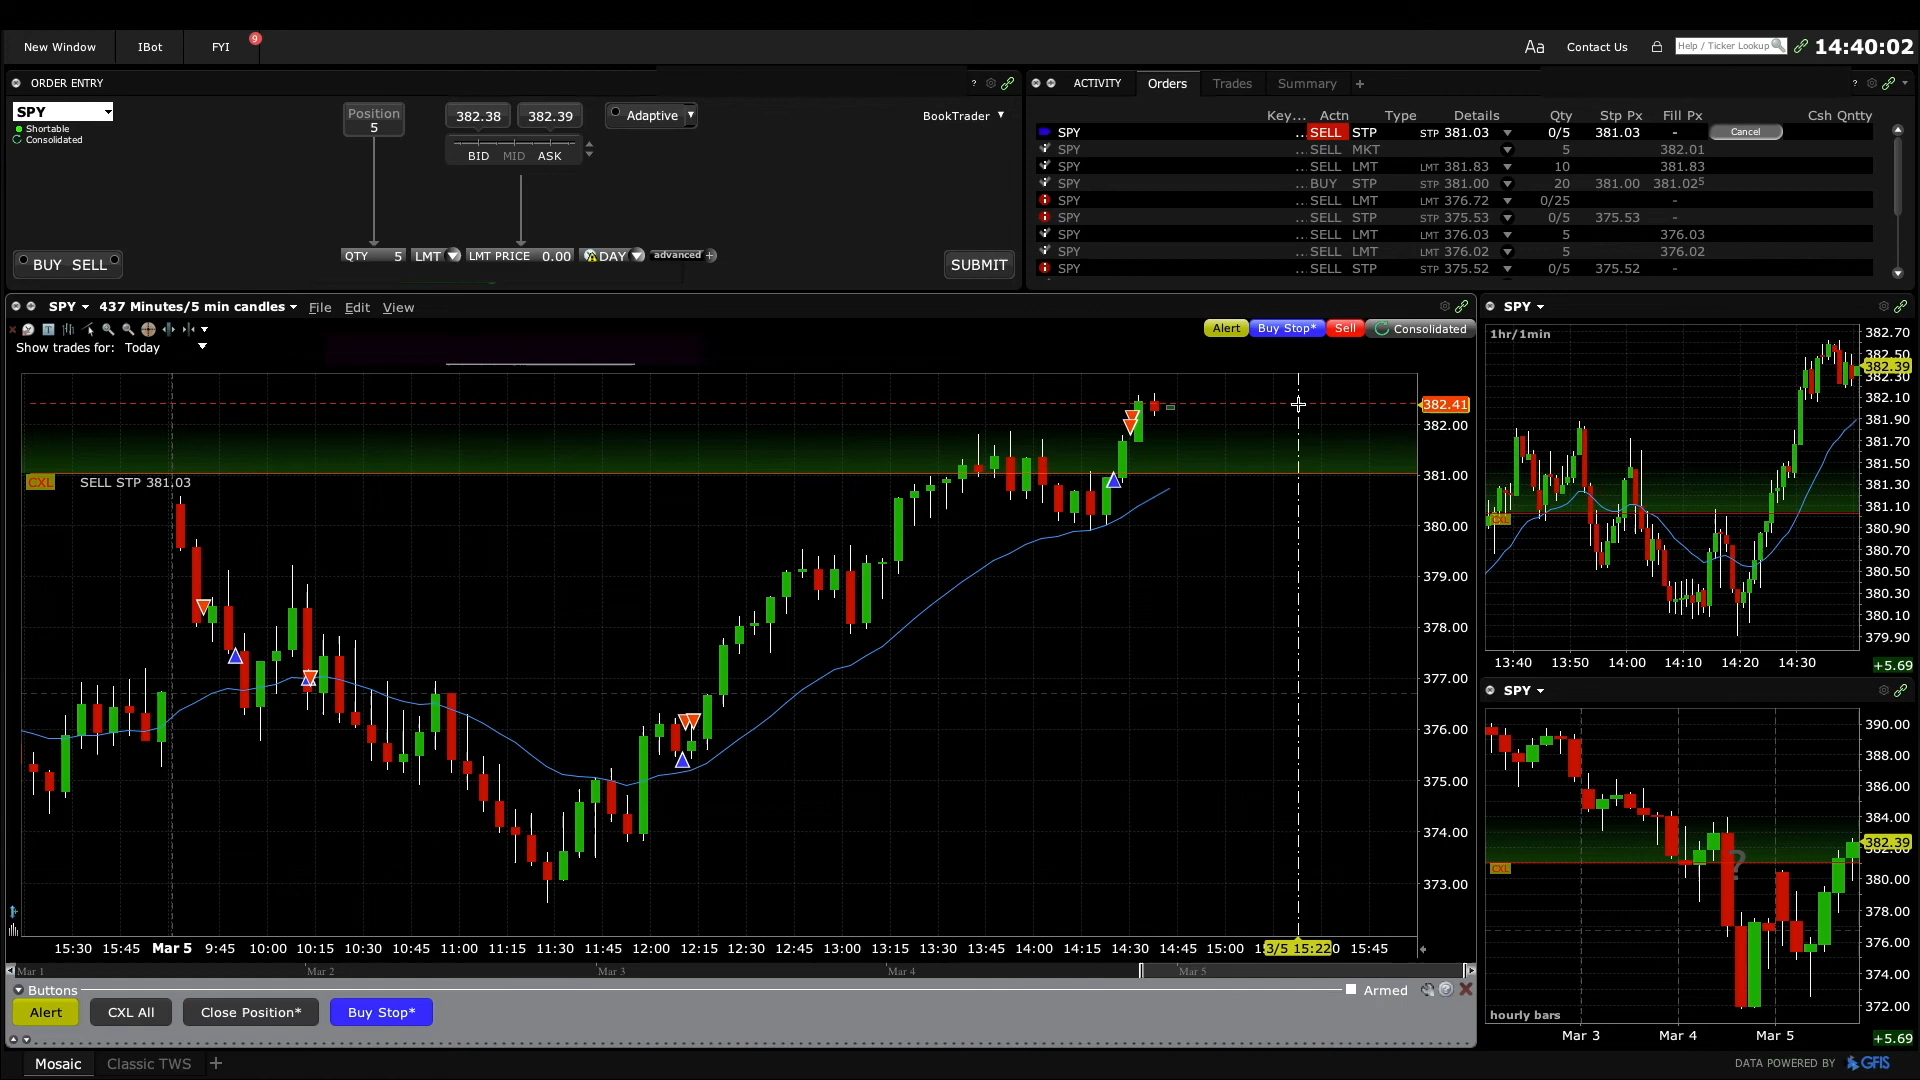 New Window IBot FYI 9 Aa Contact Us Help / Ticker Lookup 14:40:02
ORDER ENTRY ?
SPY
Shortable
Consolidated
Position
5
382.38 382.39 Adaptive BookTrader
BID MID ASK
QTY 5 LMT LMT PRICE 0.00 DAY advanced +
BUY SELL SUBMIT
ACTIVITY Orders Trades Summary + ?
Key... Actn Type Details Qty Stp Px Fill Px Csh Qntty
SPY ... SELL STP STP 381.03 0/5 381.03 - Cancel
SPY ... SELL MKT 5 382.01
SPY ... SELL LMT LMT 381.83 10 381.83
SPY ... BUY STP STP 381.00 20 381.00 381.025
SPY ... SELL LMT LMT 376.72 0/25 -
SPY ... SELL STP STP 375.53 0/5 375.53 -
SPY ... SELL LMT LMT 376.03 5 376.03
SPY ... SELL LMT LMT 376.02 5 376.02
SPY ... SELL STP STP 375.52 0/5 375.52 -
SPY 437 Minutes/5 min candles File Edit View
Alert Buy Stop* Sell Consolidated
Show trades for: Today
382.41
382.00
381.00
380.00
379.00
378.00
377.00
376.00
375.00
374.00
373.00
CXL SELL STP 381.03
15:30 15:45 Mar 5 9:45 10:00 10:15 10:30 10:45 11:00 11:15 11:30 11:45 12:00 12:15 12:30 12:45 13:00 13:15 13:30 13:45 14:00 14:15 14:30 14:45 15:00 3/5 15:22 15:45
Mar 1 Mar 2 Mar 3 Mar 4 Mar 5
Buttons Armed
Alert CXL All Close Position* Buy Stop*
SPY
1hr/1min
382.70
382.50
382.39
382.30
382.10
381.90
381.70
381.50
381.30
381.10
380.90
380.70
380.50
380.30
380.10
379.90
CXL
13:40 13:50 14:00 14:10 14:20 14:30
+5.69
SPY
390.00
388.00
386.00
384.00
382.39
380.00
378.00
376.00
374.00
372.00
CXL
?
hourly bars
Mar 3 Mar 4 Mar 5
+5.69
Mosaic Classic TWS + DATA POWERED BY GFIS